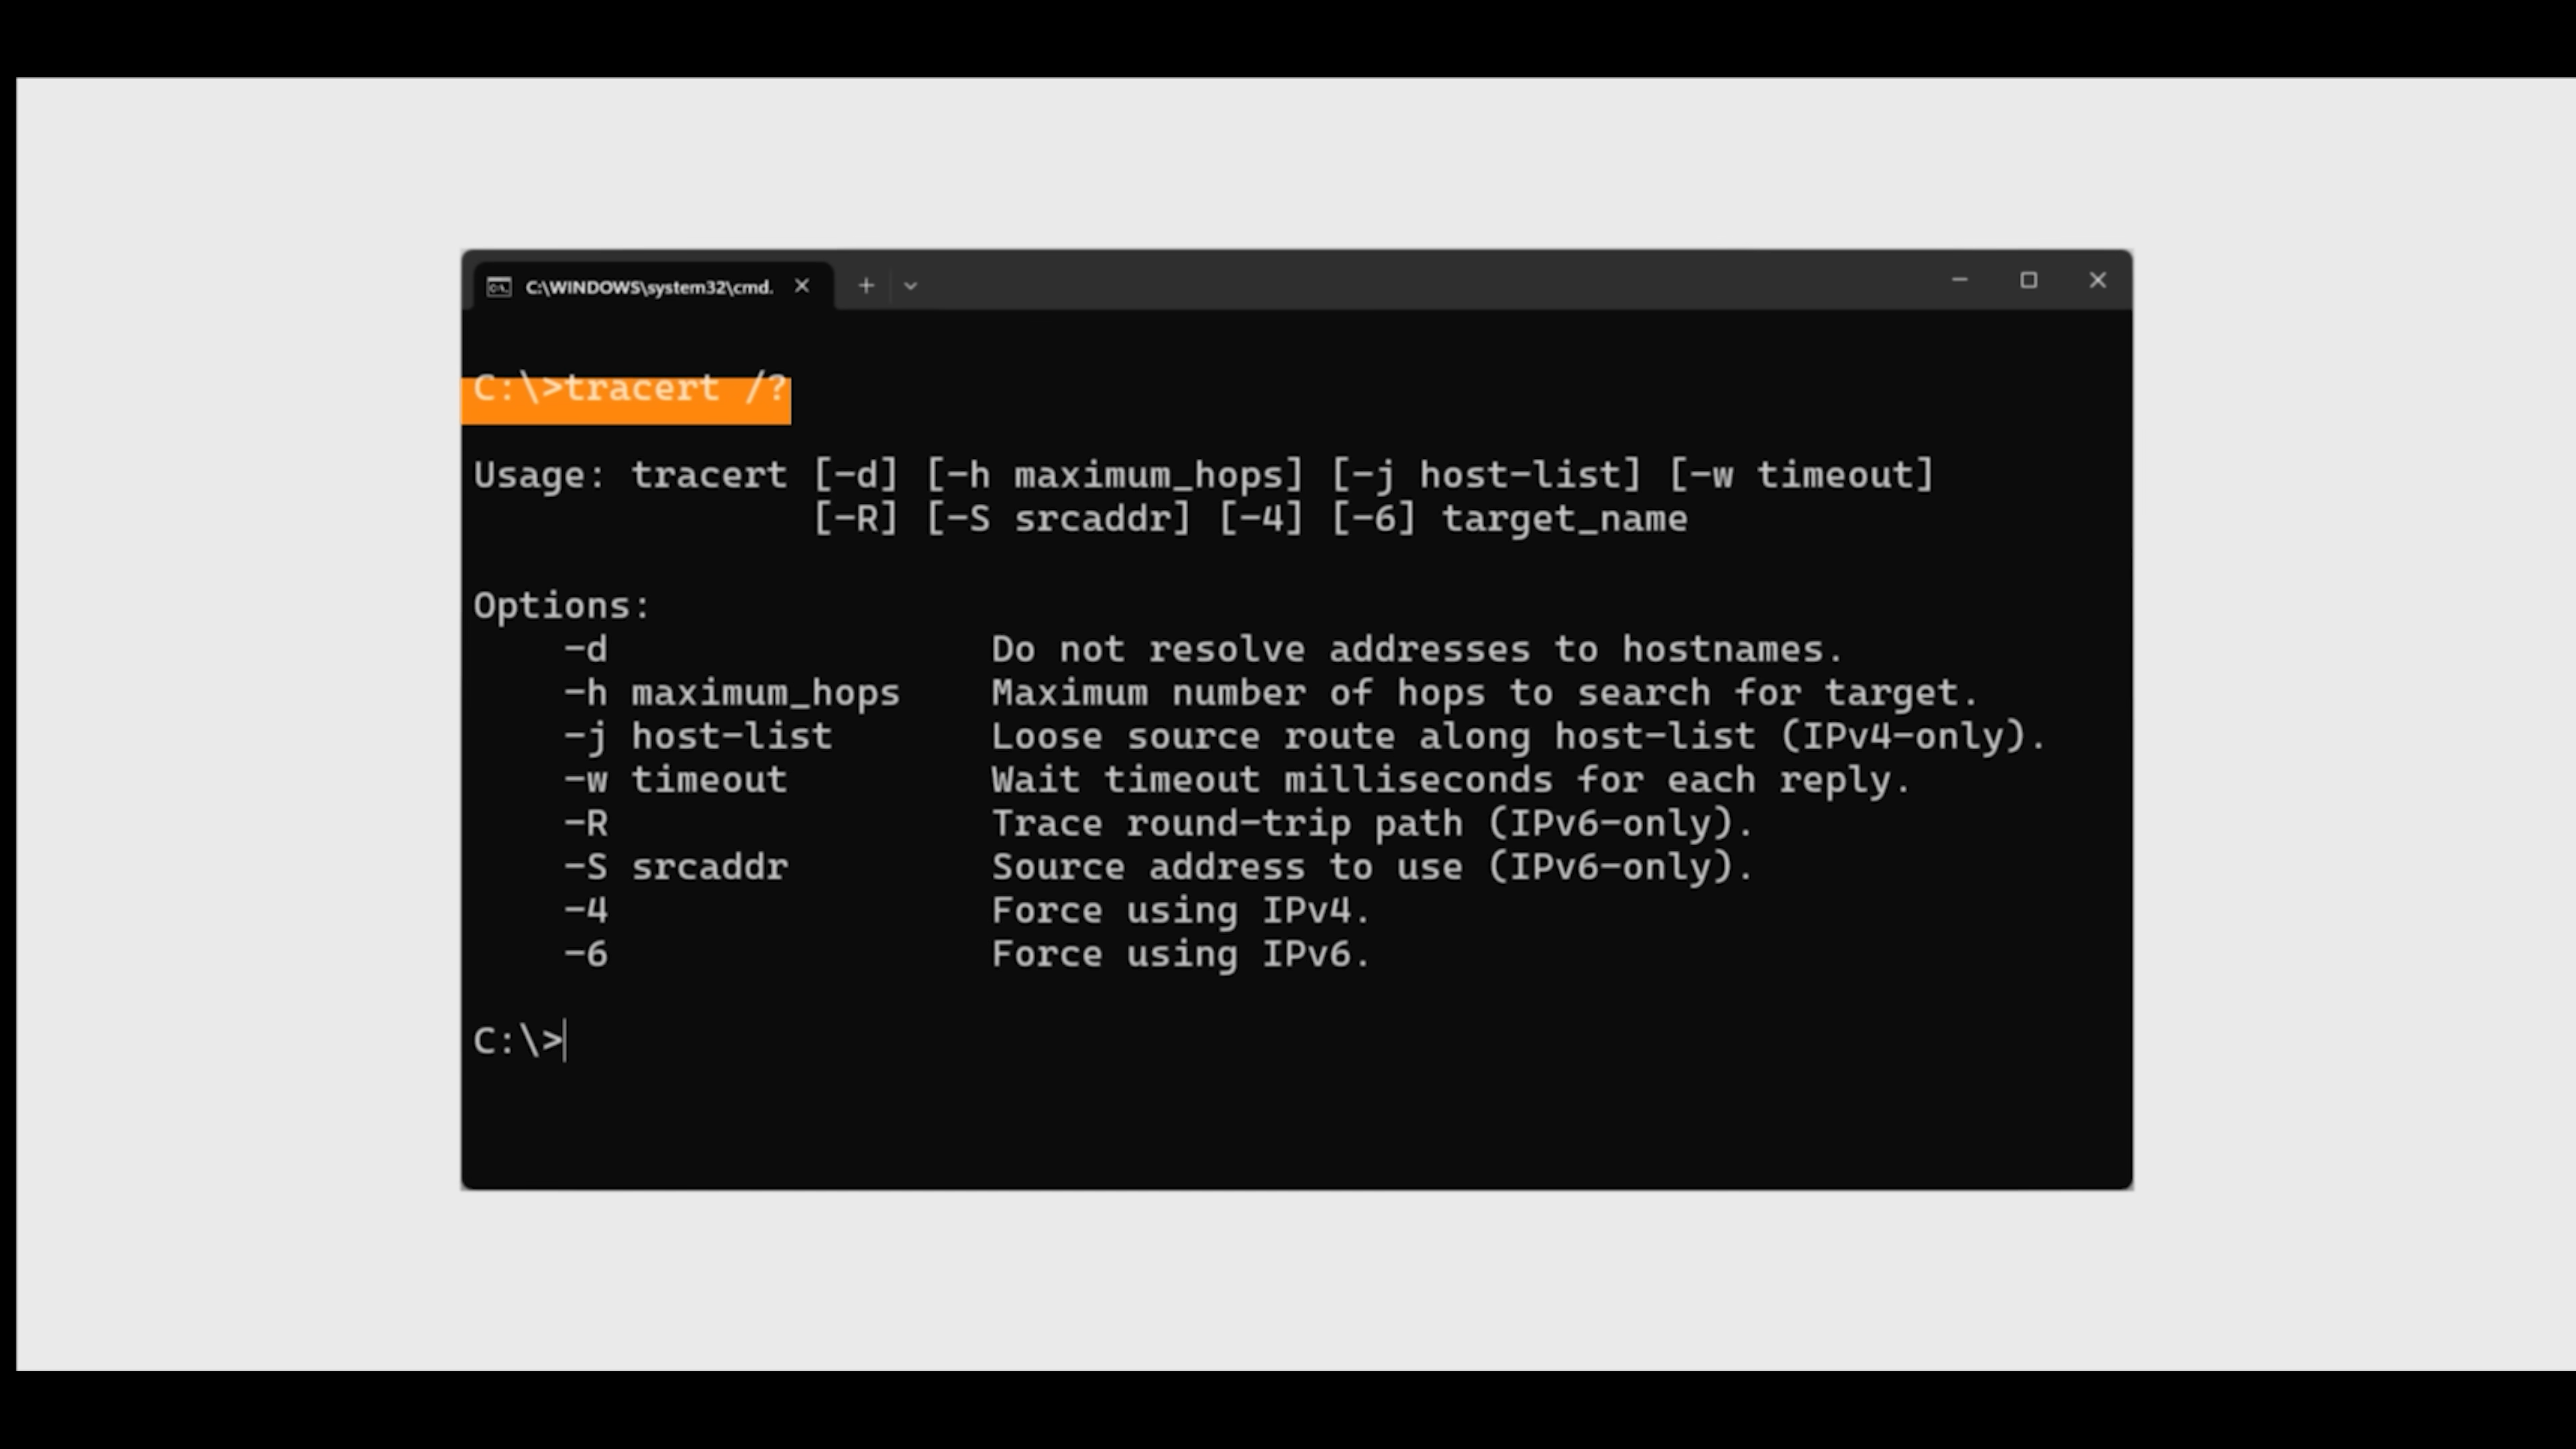 C:\WINDOWS\system32\cmd.
C:\>tracert /?
Usage: tracert [-d] [-h maximum_hops] [-j host-list] [-w timeout]
[-R] [-S srcaddr] [-4] [-6] target_name
Options:
-d Do not resolve addresses to hostnames.
-h maximum_hops Maximum number of hops to search for target.
-j host-list Loose source route along host-list (IPv4-only).
-w timeout Wait timeout milliseconds for each reply.
-R Trace round-trip path (IPv6-only).
-S srcaddr Source address to use (IPv6-only).
-4 Force using IPv4.
-6 Force using IPv6.
C:\>